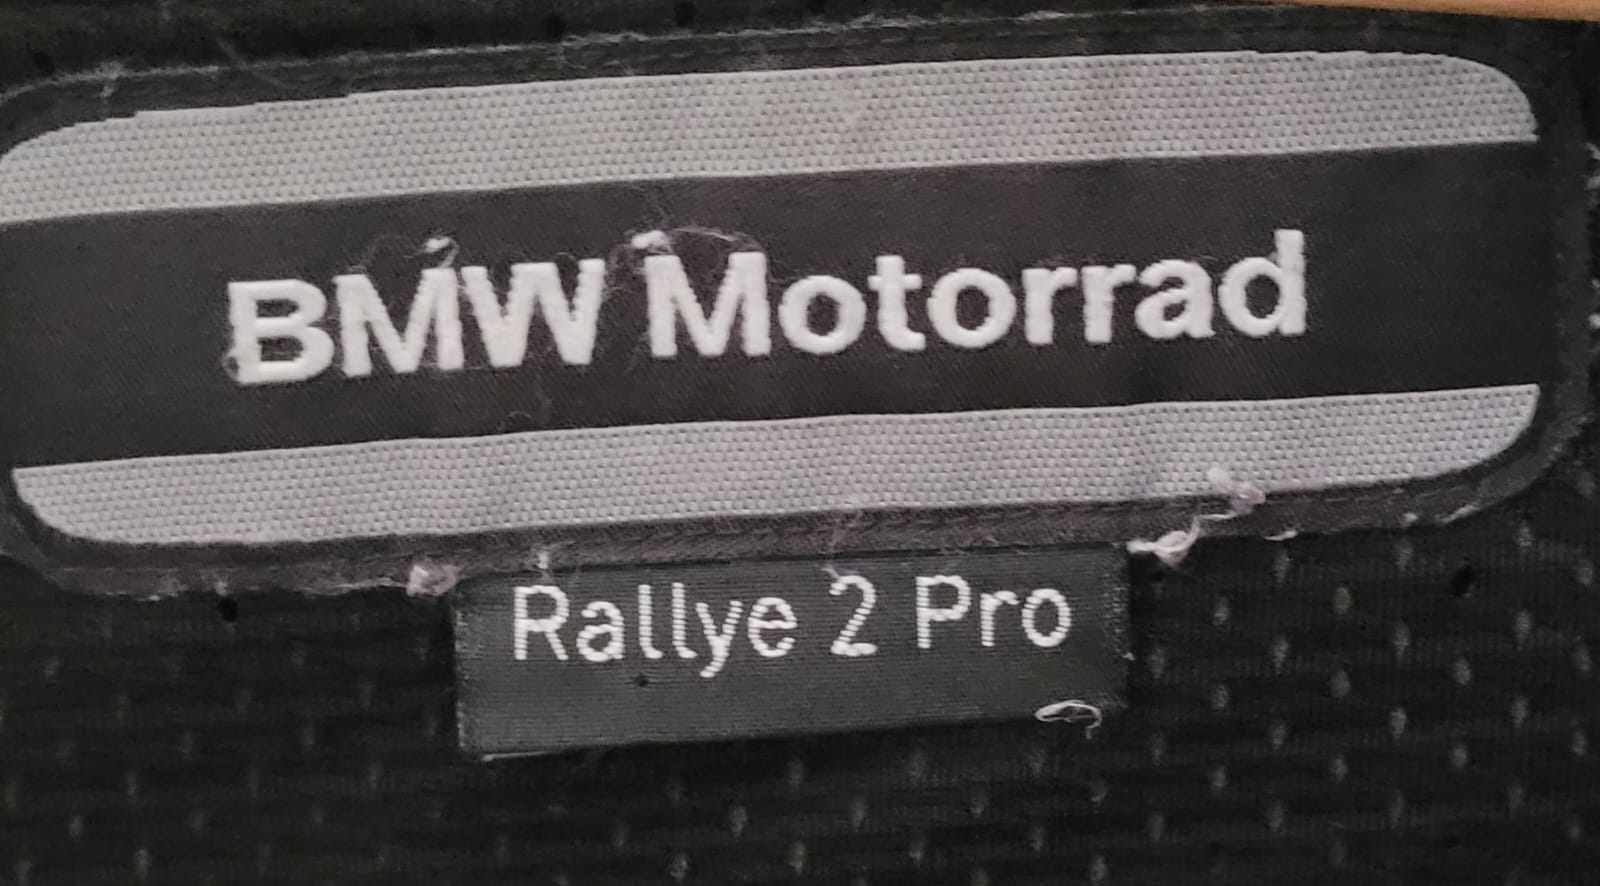 BMW Motorrad
Rallye 2 Pro